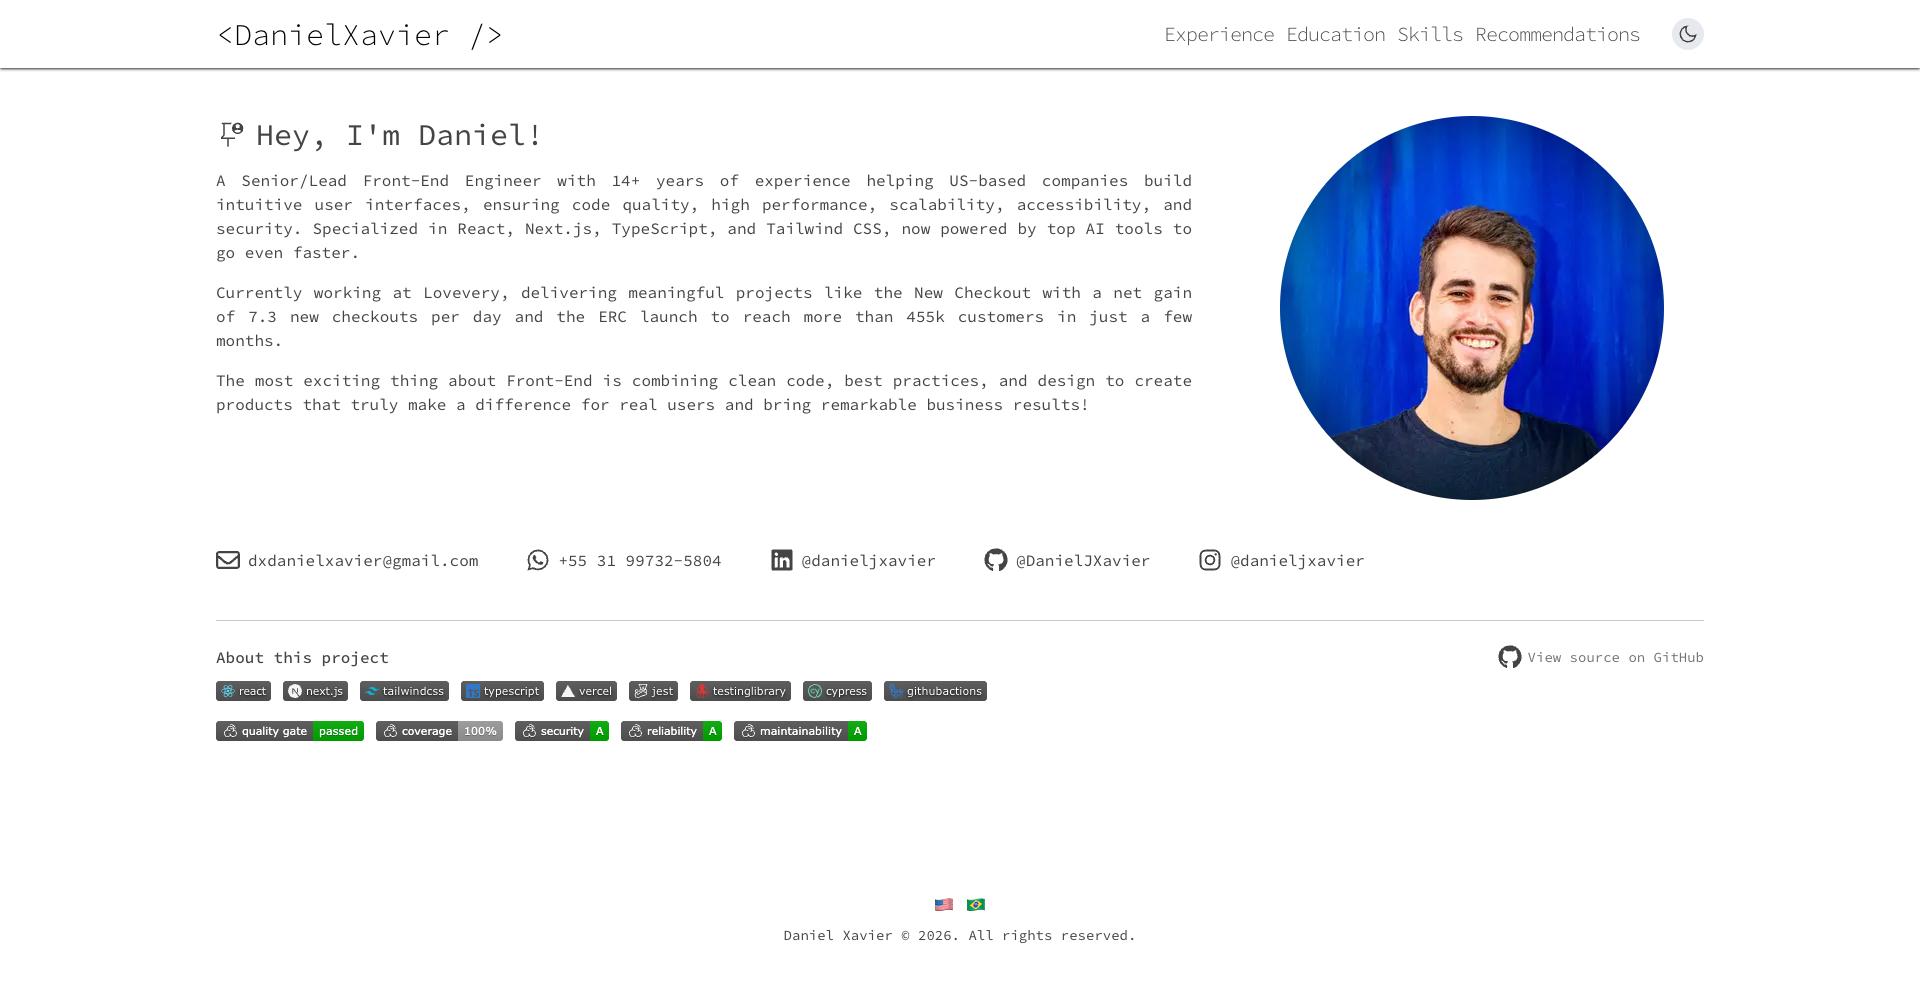 <DanielXavier />
Experience Education Skills Recommendations
Hey, I'm Daniel!
A Senior/Lead Front-End Engineer with 14+ years of experience helping US-based companies build
intuitive user interfaces, ensuring code quality, high performance, scalability, accessibility, and
security. Specialized in React, Next.js, TypeScript, and Tailwind CSS, now powered by top AI tools to
go even faster.
Currently working at Lovevery, delivering meaningful projects like the New Checkout with a net gain
of 7.3 new checkouts per day and the ERC launch to reach more than 455k customers in just a few
months.
The most exciting thing about Front-End is combining clean code, best practices, and design to create
products that truly make a difference for real users and bring remarkable business results!
dxdanielxavier@gmail.com +55 31 99732-5804 @danieljxavier @DanielJXavier @danieljxavier
About this project
View source on GitHub
react next.js tailwindcss typescript vercel jest testinglibrary cypress githubactions
quality gate passed coverage 100% security A reliability A maintainability A
Daniel Xavier © 2026. All rights reserved.